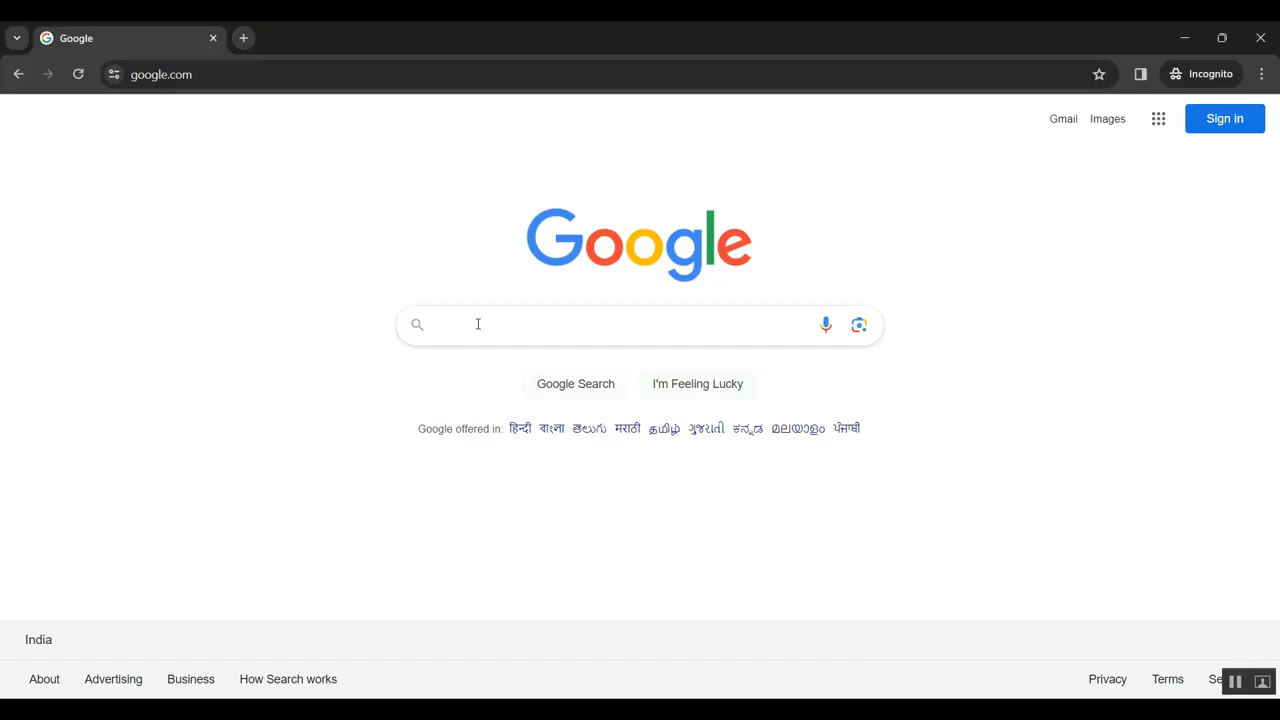 Google
google.com
Incognito
Gmail Images Sign in
Google
Google Search I'm Feeling Lucky
Google offered in: हिन्दी বাংলা తెలుగు मराठी தமிழ் ગુજરાતી ಕನ್ನಡ മലയാളം ਪੰਜਾਬੀ
India
About Advertising Business How Search works Privacy Terms